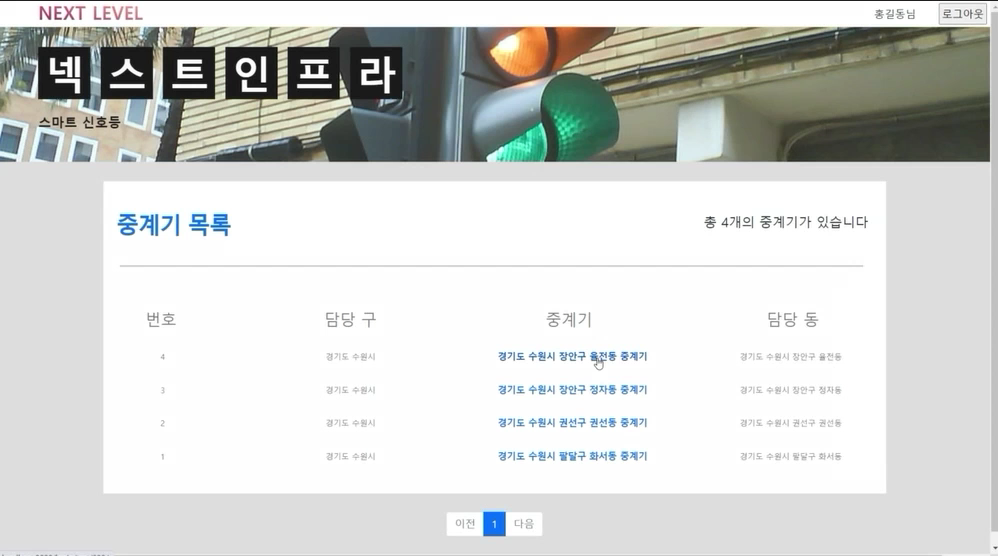 NEXT LEVEL 홍길동님 로그아웃
넥스트인프라
스마트 신호등
중계기 목록 총 4개의 중계기가 있습니다
번호 담당 구 중계기 담당 동
4 경기도 수원시 경기도 수원시 장안구 율전동 중계기 경기도 수원시 장안구 율전동
3 경기도 수원시 경기도 수원시 장안구 정자동 중계기 경기도 수원시 장안구 정자동
2 경기도 수원시 경기도 수원시 권선구 권선동 중계기 경기도 수원시 권선구 권선동
1 경기도 수원시 경기도 수원시 팔달구 화서동 중계기 경기도 수원시 팔달구 화서동
이전 1 다음